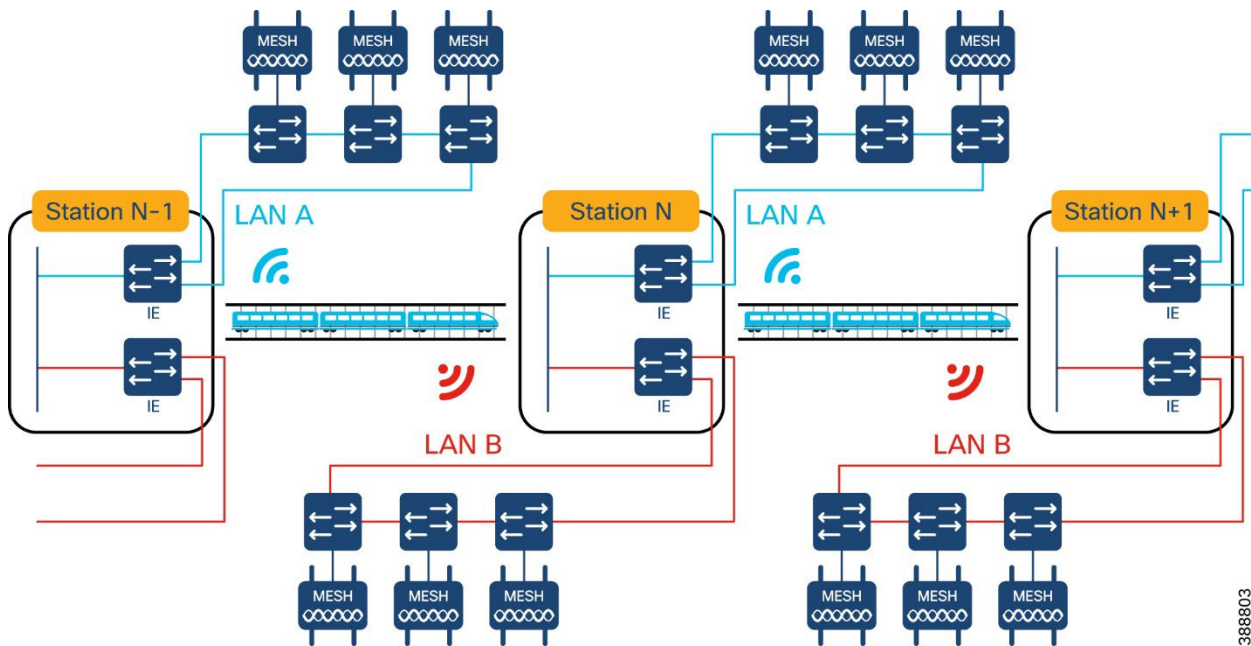 MESH
MESH
MESH
MESH
MESH
MESH
Station N-1
LAN A
Station N
LAN A
Station N+1
IE
IE
IE
IE
IE
IE
LAN B
LAN B
MESH
MESH
MESH
MESH
MESH
MESH
388803